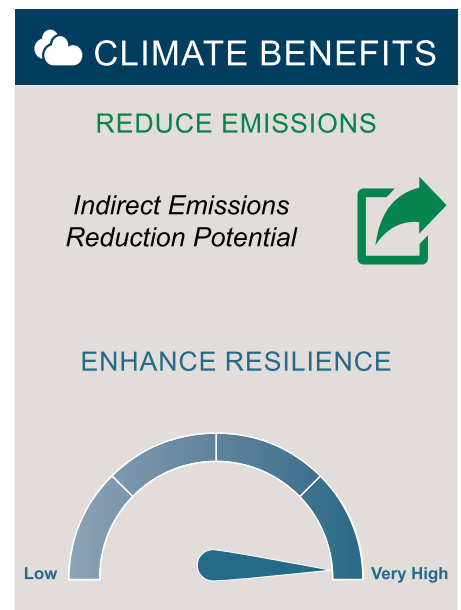 CLIMATE BENEFITS
REDUCE EMISSIONS
Indirect Emissions
Reduction Potential
ENHANCE RESILIENCE
Low
Very High